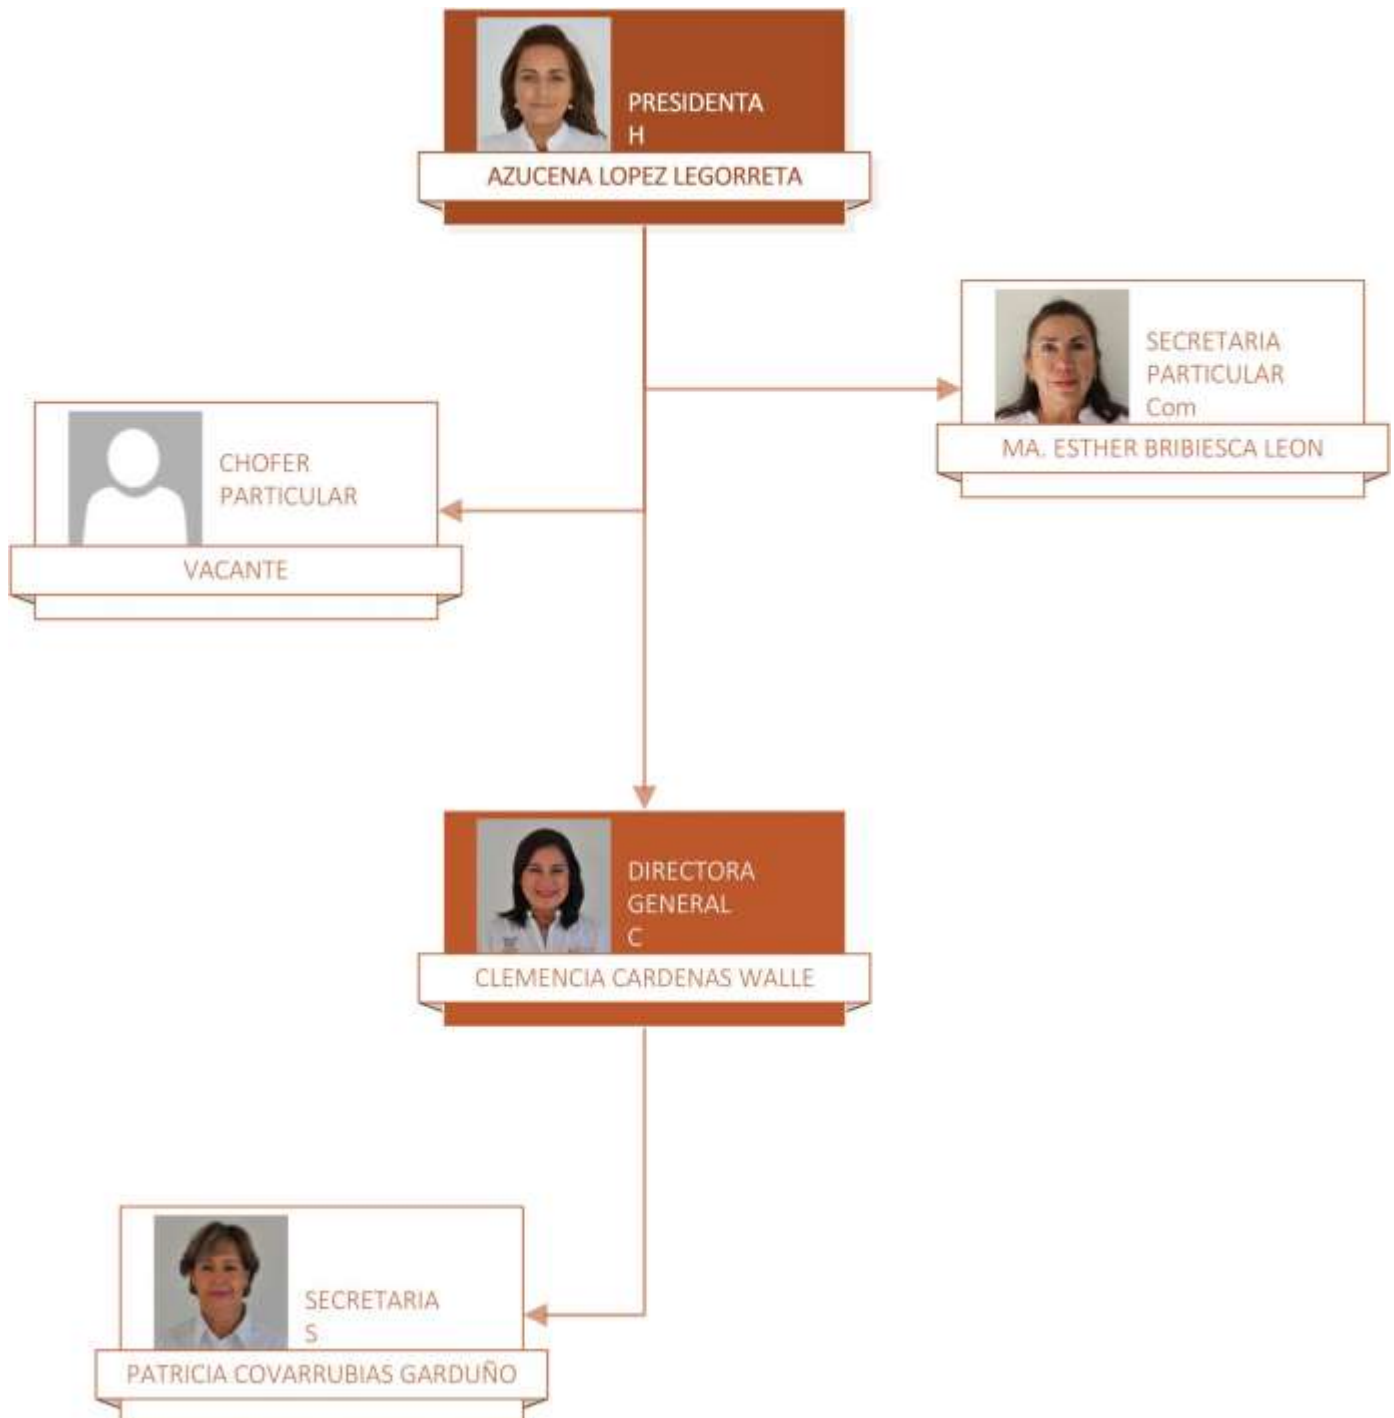 PRESIDENTA
H
AZUCENA LOPEZ LEGORRETA
SECRETARIA
PARTICULAR
Com
MA. ESTHER BRIBIESCA LEON
CHOFER
PARTICULAR
VACANTE
DIRECTORA
GENERAL
C
CLEMENCIA CARDENAS WALLE
SECRETARIA
S
PATRICIA COVARRUBIAS GARDUÑO